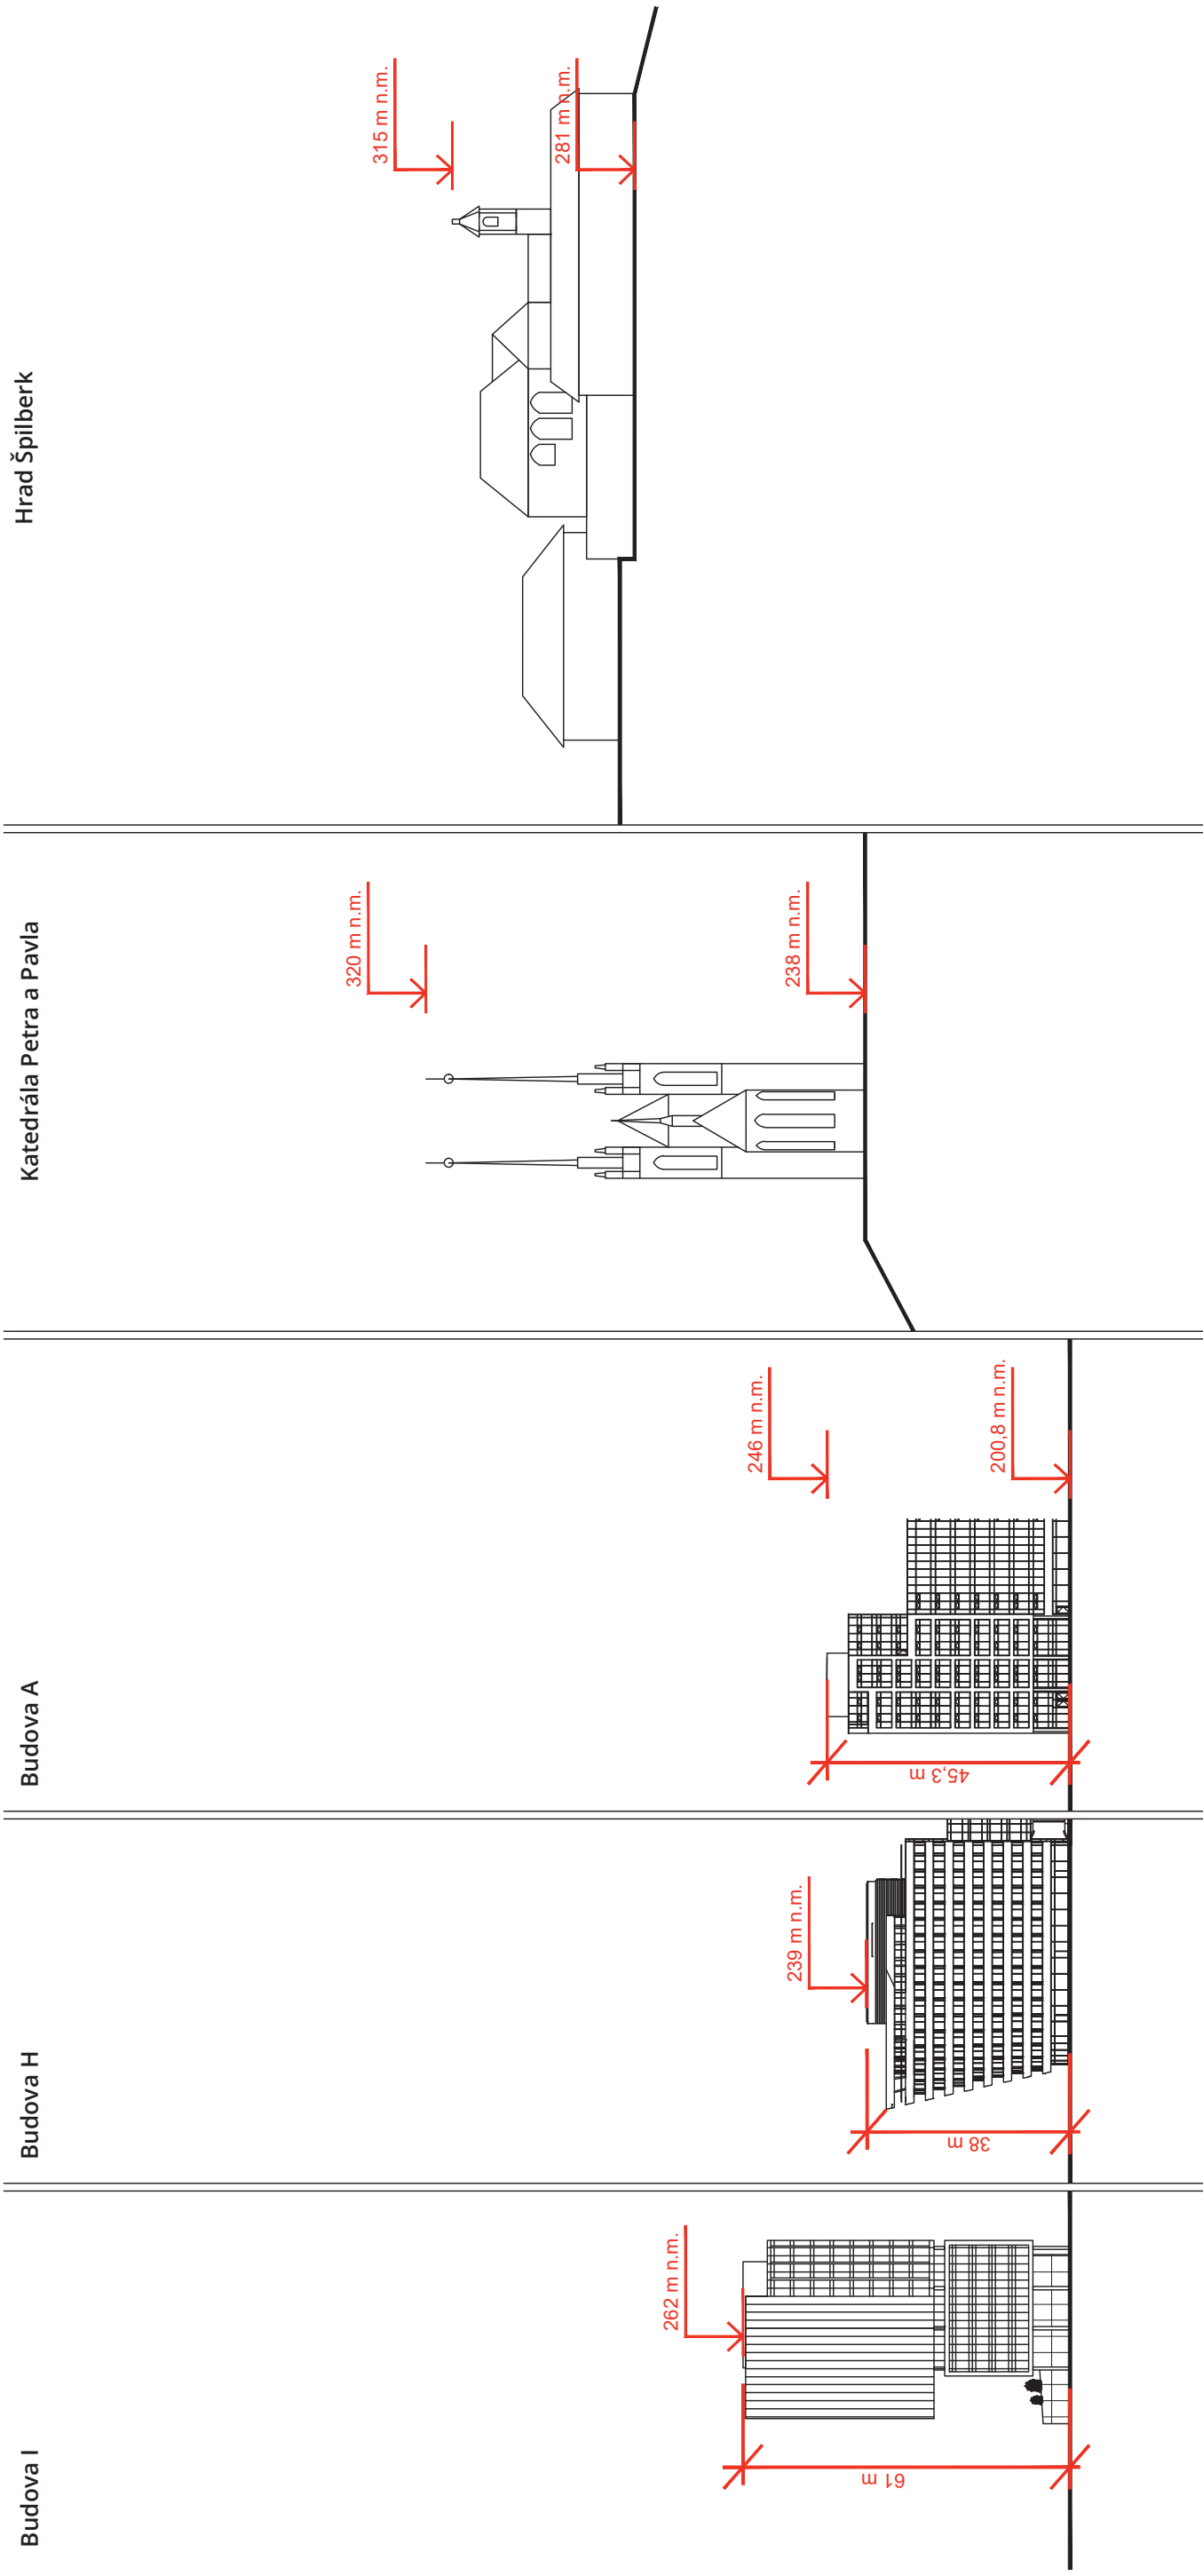 Budova I
Budova H
Budova A
Katedrála Petra a Pavla
Hrad Špilberk
61 m
262 m n.m.
38 m
239 m n.m.
45,3 m
246 m n.m.
200,8 m n.m.
320 m n.m.
238 m n.m.
315 m n.m.
281 m n.m.